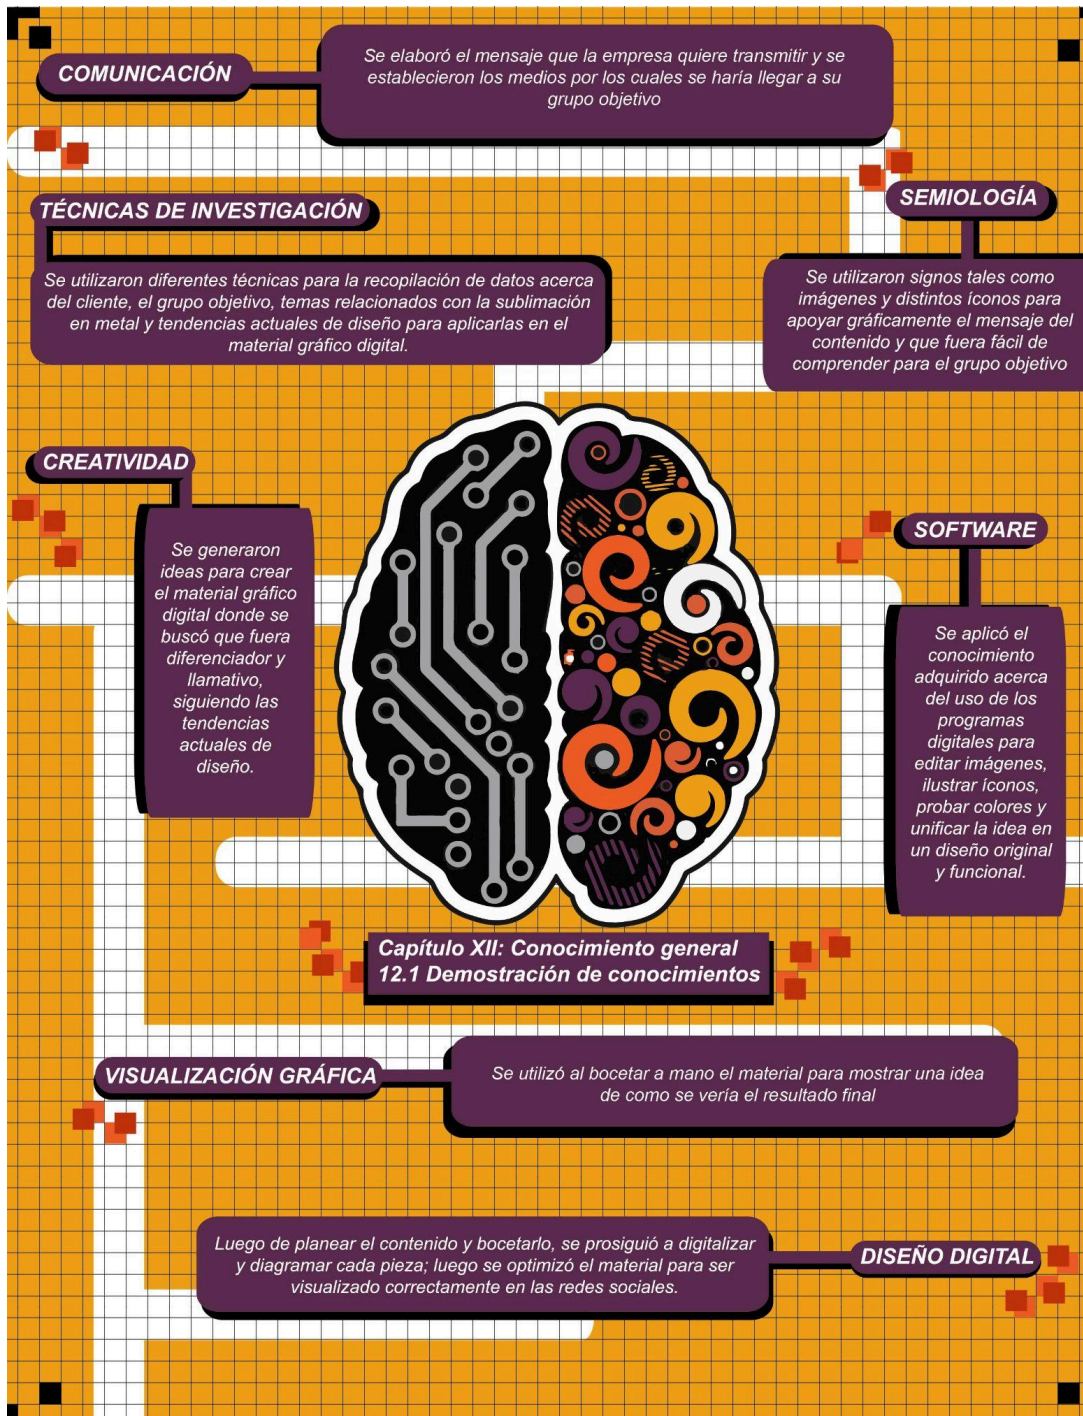 COMUNICACIÓN
Se elaboró el mensaje que la empresa quiere transmitir y se
establecieron los medios por los cuales se haría llegar a su
grupo objetivo
TÉCNICAS DE INVESTIGACIÓN
Se utilizaron diferentes técnicas para la recopilación de datos acerca
del cliente, el grupo objetivo, temas relacionados con la sublimación
en metal y tendencias actuales de diseño para aplicarlas en el
material gráfico digital.
SEMIOLOGÍA
Se utilizaron signos tales como
imágenes y distintos íconos para
apoyar gráficamente el mensaje del
contenido y que fuera fácil de
comprender para el grupo objetivo
CREATIVIDAD
Se generaron
ideas para crear
el material gráfico
digital donde se
buscó que fuera
diferenciador y
llamativo,
siguiendo las
tendencias
actuales de
diseño.
SOFTWARE
Se aplicó el
conocimiento
adquirido acerca
del uso de los
programas
digitales para
editar imágenes,
ilustrar íconos,
probar colores y
unificar la idea en
un diseño original
y funcional.
Capítulo XII: Conocimiento general
12.1 Demostración de conocimientos
VISUALIZACIÓN GRÁFICA
Se utilizó al bocetar a mano el material para mostrar una idea
de como se vería el resultado final
Luego de planear el contenido y bocetarlo, se prosiguió a digitalizar
y diagramar cada pieza; luego se optimizó el material para ser
visualizado correctamente en las redes sociales.
DISEÑO DIGITAL